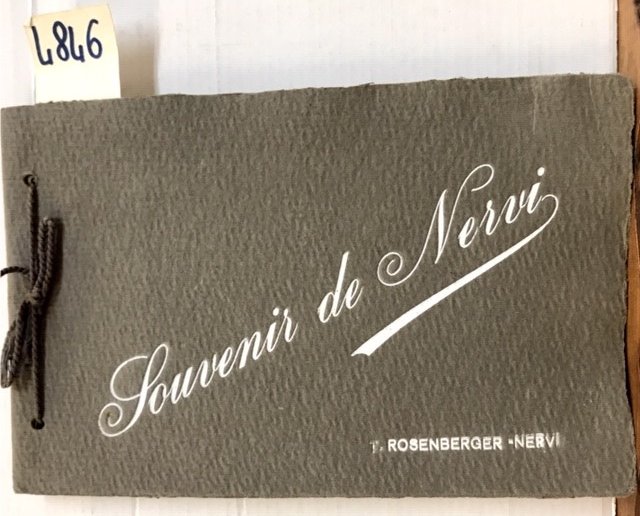 4846
Souvenir de Nervi
T. ROSENBERGER - NERVI